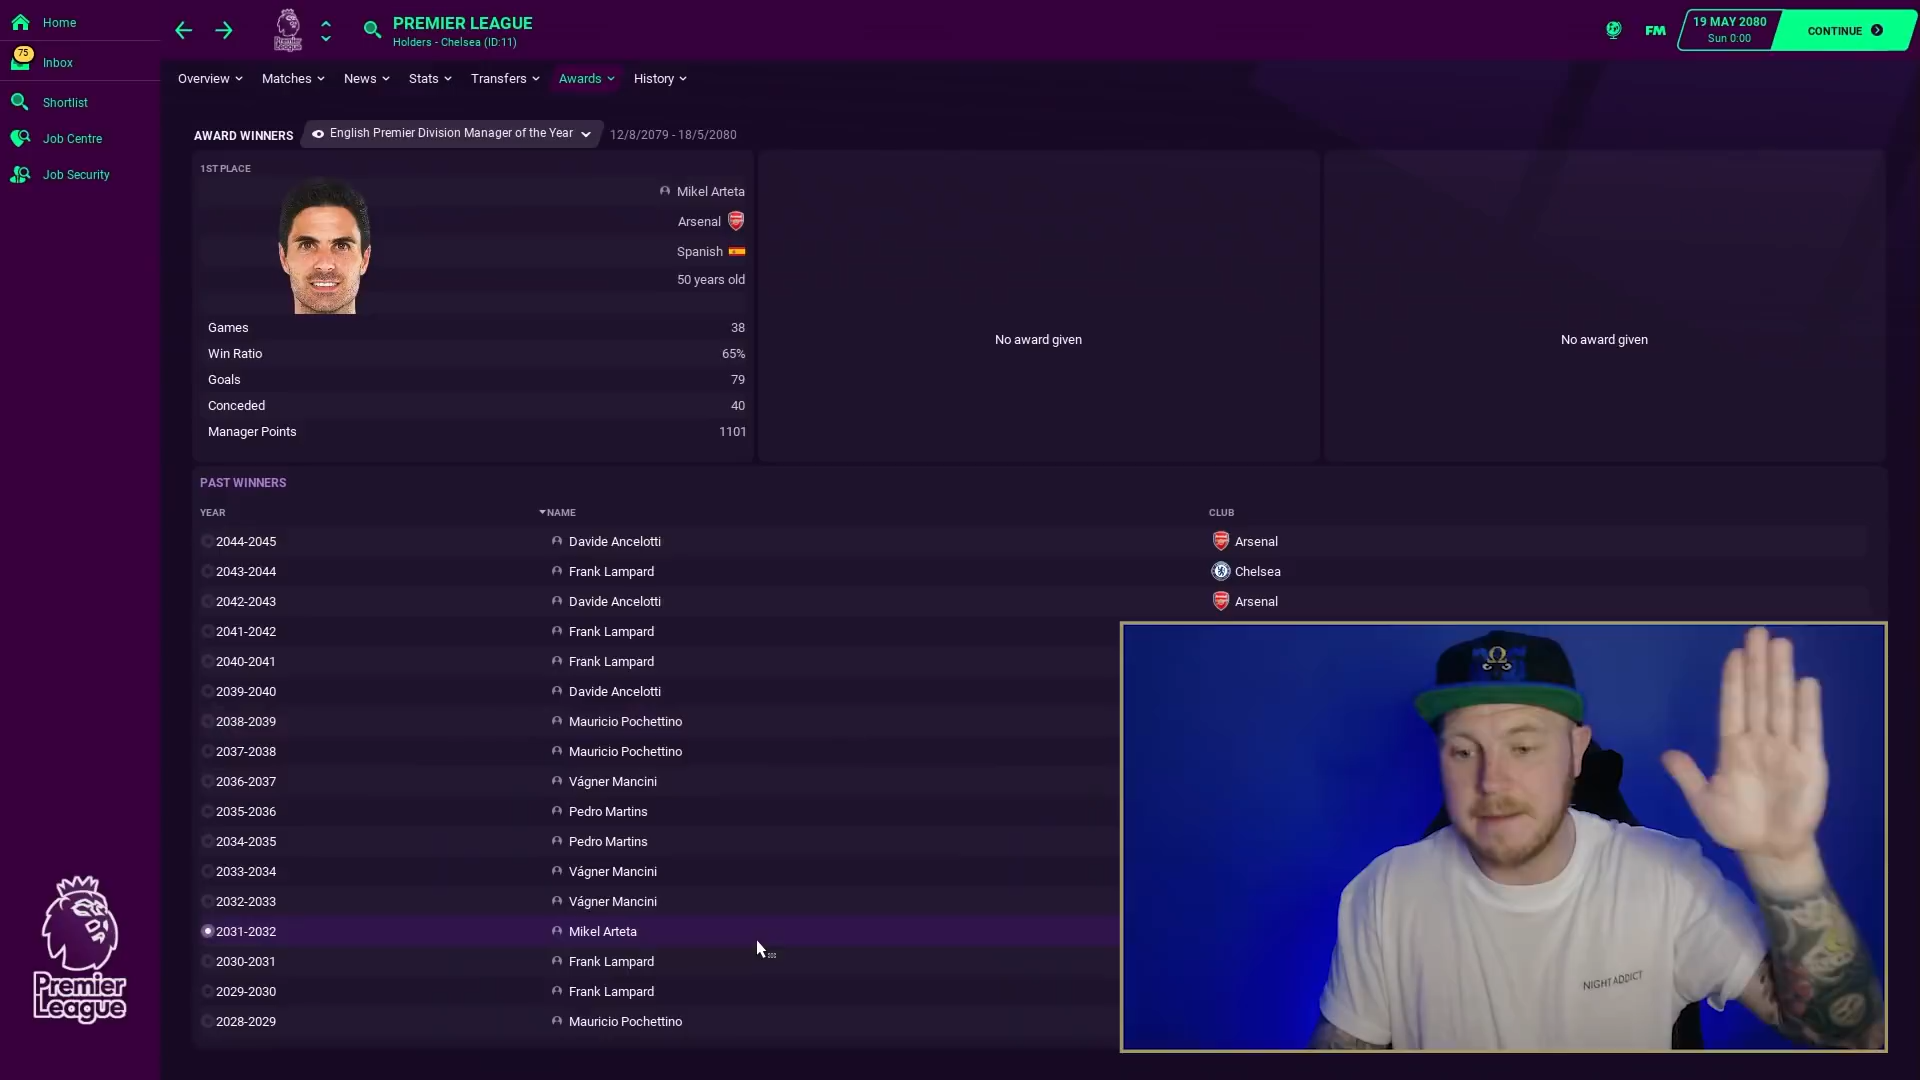 Home
75
Inbox
Shortlist
Job Centre
Job Security
PREMIER LEAGUE
Holders - Chelsea (ID:11)
FM
19 MAY 2080
Sun 0:00
CONTINUE
Overview
Matches
News
Stats
Transfers
Awards
History
AWARD WINNERS
English Premier Division Manager of the Year
12/8/2079 - 18/5/2080
1ST PLACE
Mikel Arteta
Arsenal
Spanish
50 years old
Games 38
Win Ratio 65%
Goals 79
Conceded 40
Manager Points 1101
No award given
No award given
PAST WINNERS
YEAR NAME CLUB
2044-2045 Davide Ancelotti Arsenal
2043-2044 Frank Lampard Chelsea
2042-2043 Davide Ancelotti Arsenal
2041-2042 Frank Lampard
2040-2041 Frank Lampard
2039-2040 Davide Ancelotti
2038-2039 Mauricio Pochettino
2037-2038 Mauricio Pochettino
2036-2037 Vágner Mancini
2035-2036 Pedro Martins
2034-2035 Pedro Martins
2033-2034 Vágner Mancini
2032-2033 Vágner Mancini
2031-2032 Mikel Arteta
2030-2031 Frank Lampard
2029-2030 Frank Lampard
2028-2029 Mauricio Pochettino
Premier
League
NIGHT ADDICT